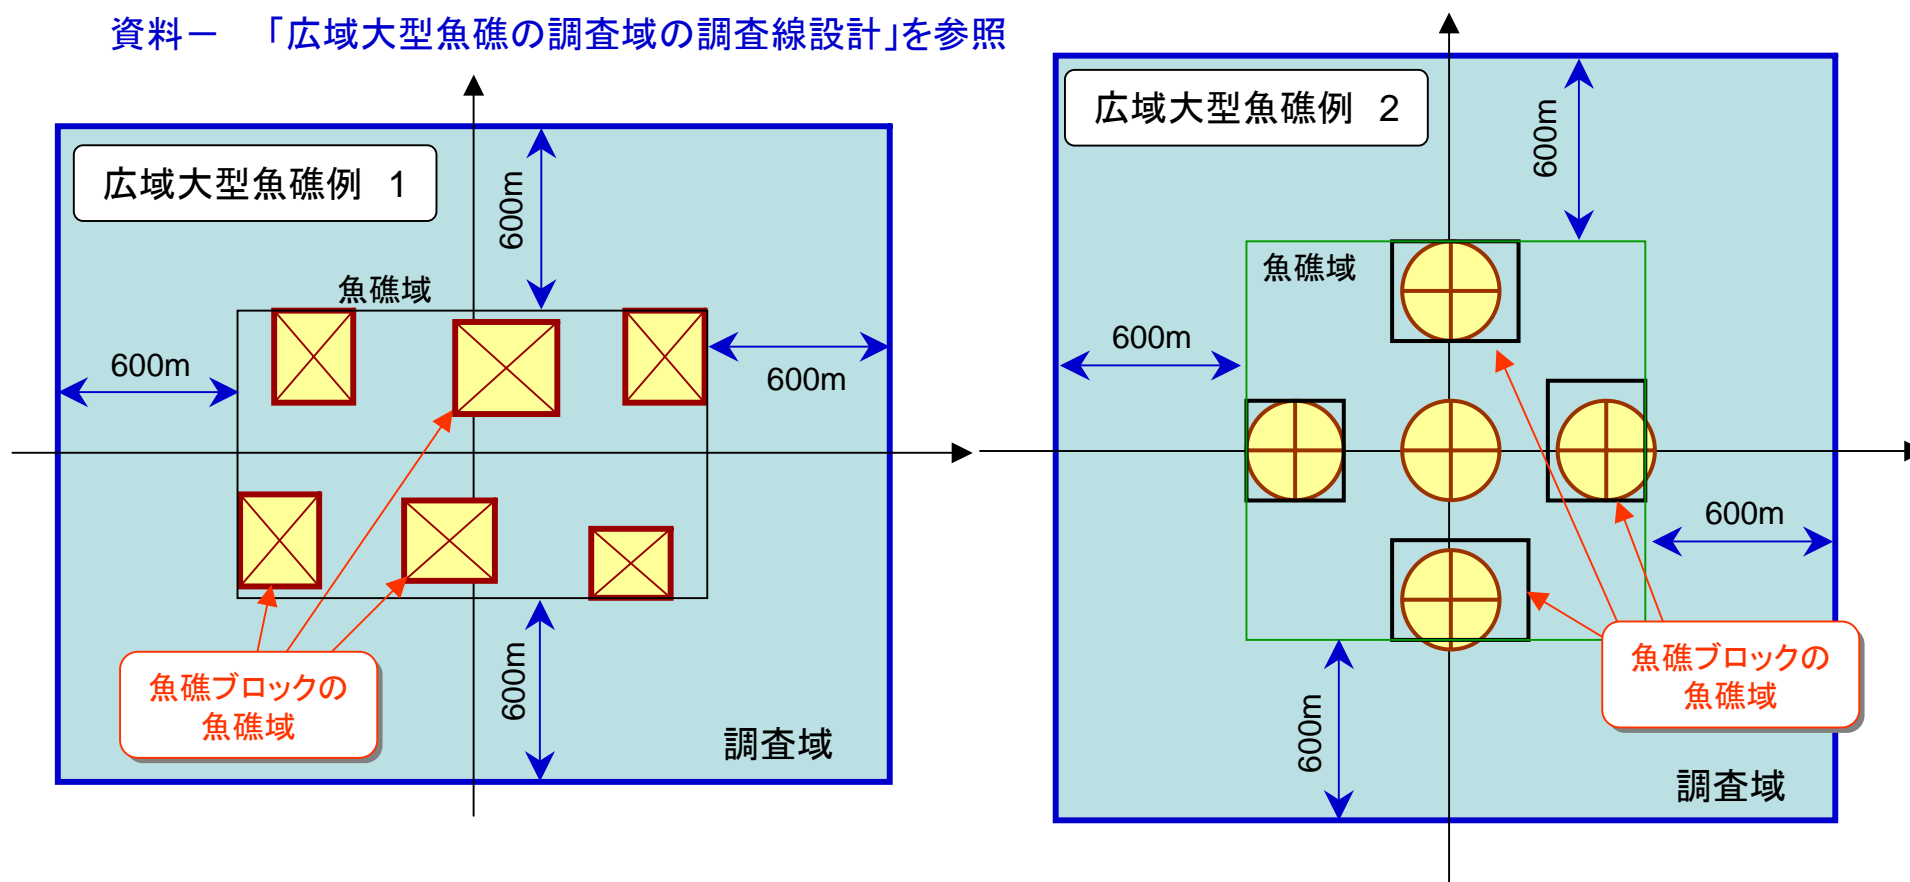 資料－　「広域大型魚礁の調査域の調査線設計」を参照
広域大型魚礁例　1
600m
魚礁域
600m
600m
魚礁ブロックの
魚礁域
600m
調査域
広域大型魚礁例　2
600m
魚礁域
600m
600m
魚礁ブロックの
魚礁域
600m
調査域